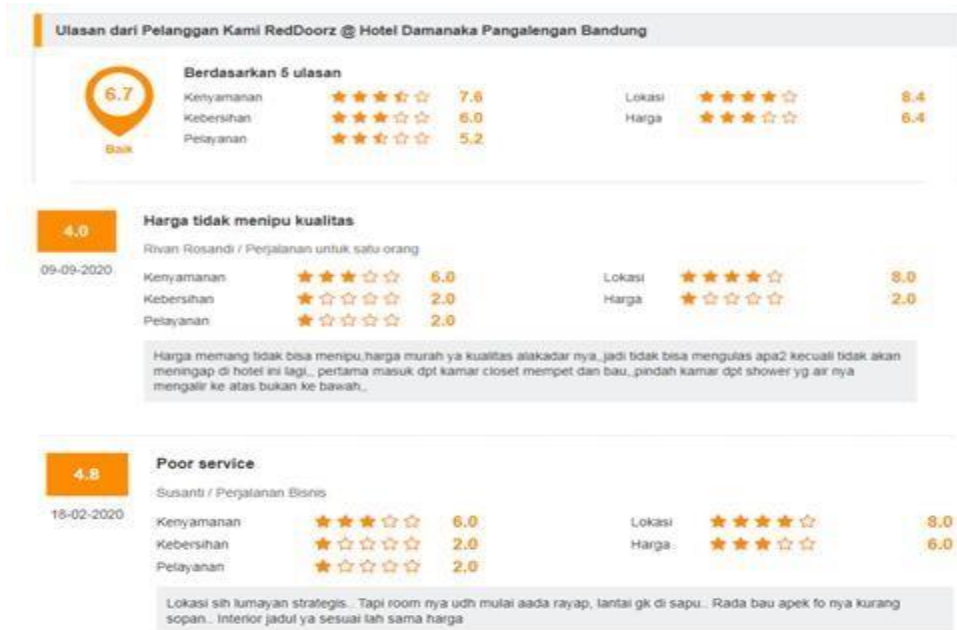 Ulasan dari Pelanggan Kami RedDoorz @ Hotel Damanaka Pangalengan Bandung
6.7
Baik
Berdasarkan 5 ulasan
Kenyamanan 7.6 Lokasi 8.4
Kebersihan 6.0 Harga 6.4
Pelayanan 5.2
4.0
09-09-2020
Harga tidak menipu kualitas
Rivan Rosandi / Perjalanan untuk satu orang
Kenyamanan 6.0 Lokasi 8.0
Kebersihan 2.0 Harga 2.0
Pelayanan 2.0
Harga memang tidak bisa menipu,harga murah ya kualitas alakadar nya,,jadi tidak bisa mengulas apa2 kecuali tidak akan
meningap di hotel ini lagi,, pertama masuk dpt kamar closet mempet dan bau,,pindah kamar dpt shower yg air nya
mengalir ke atas bukan ke bawah,,
4.8
18-02-2020
Poor service
Susanti / Perjalanan Bisnis
Kenyamanan 6.0 Lokasi 8.0
Kebersihan 2.0 Harga 6.0
Pelayanan 2.0
Lokasi sih lumayan strategis.. Tapi room nya udh mulai aada rayap, lantai gk di sapu.. Rada bau apek fo nya kurang
sopan.. Interior jadul ya sesuai lah sama harga